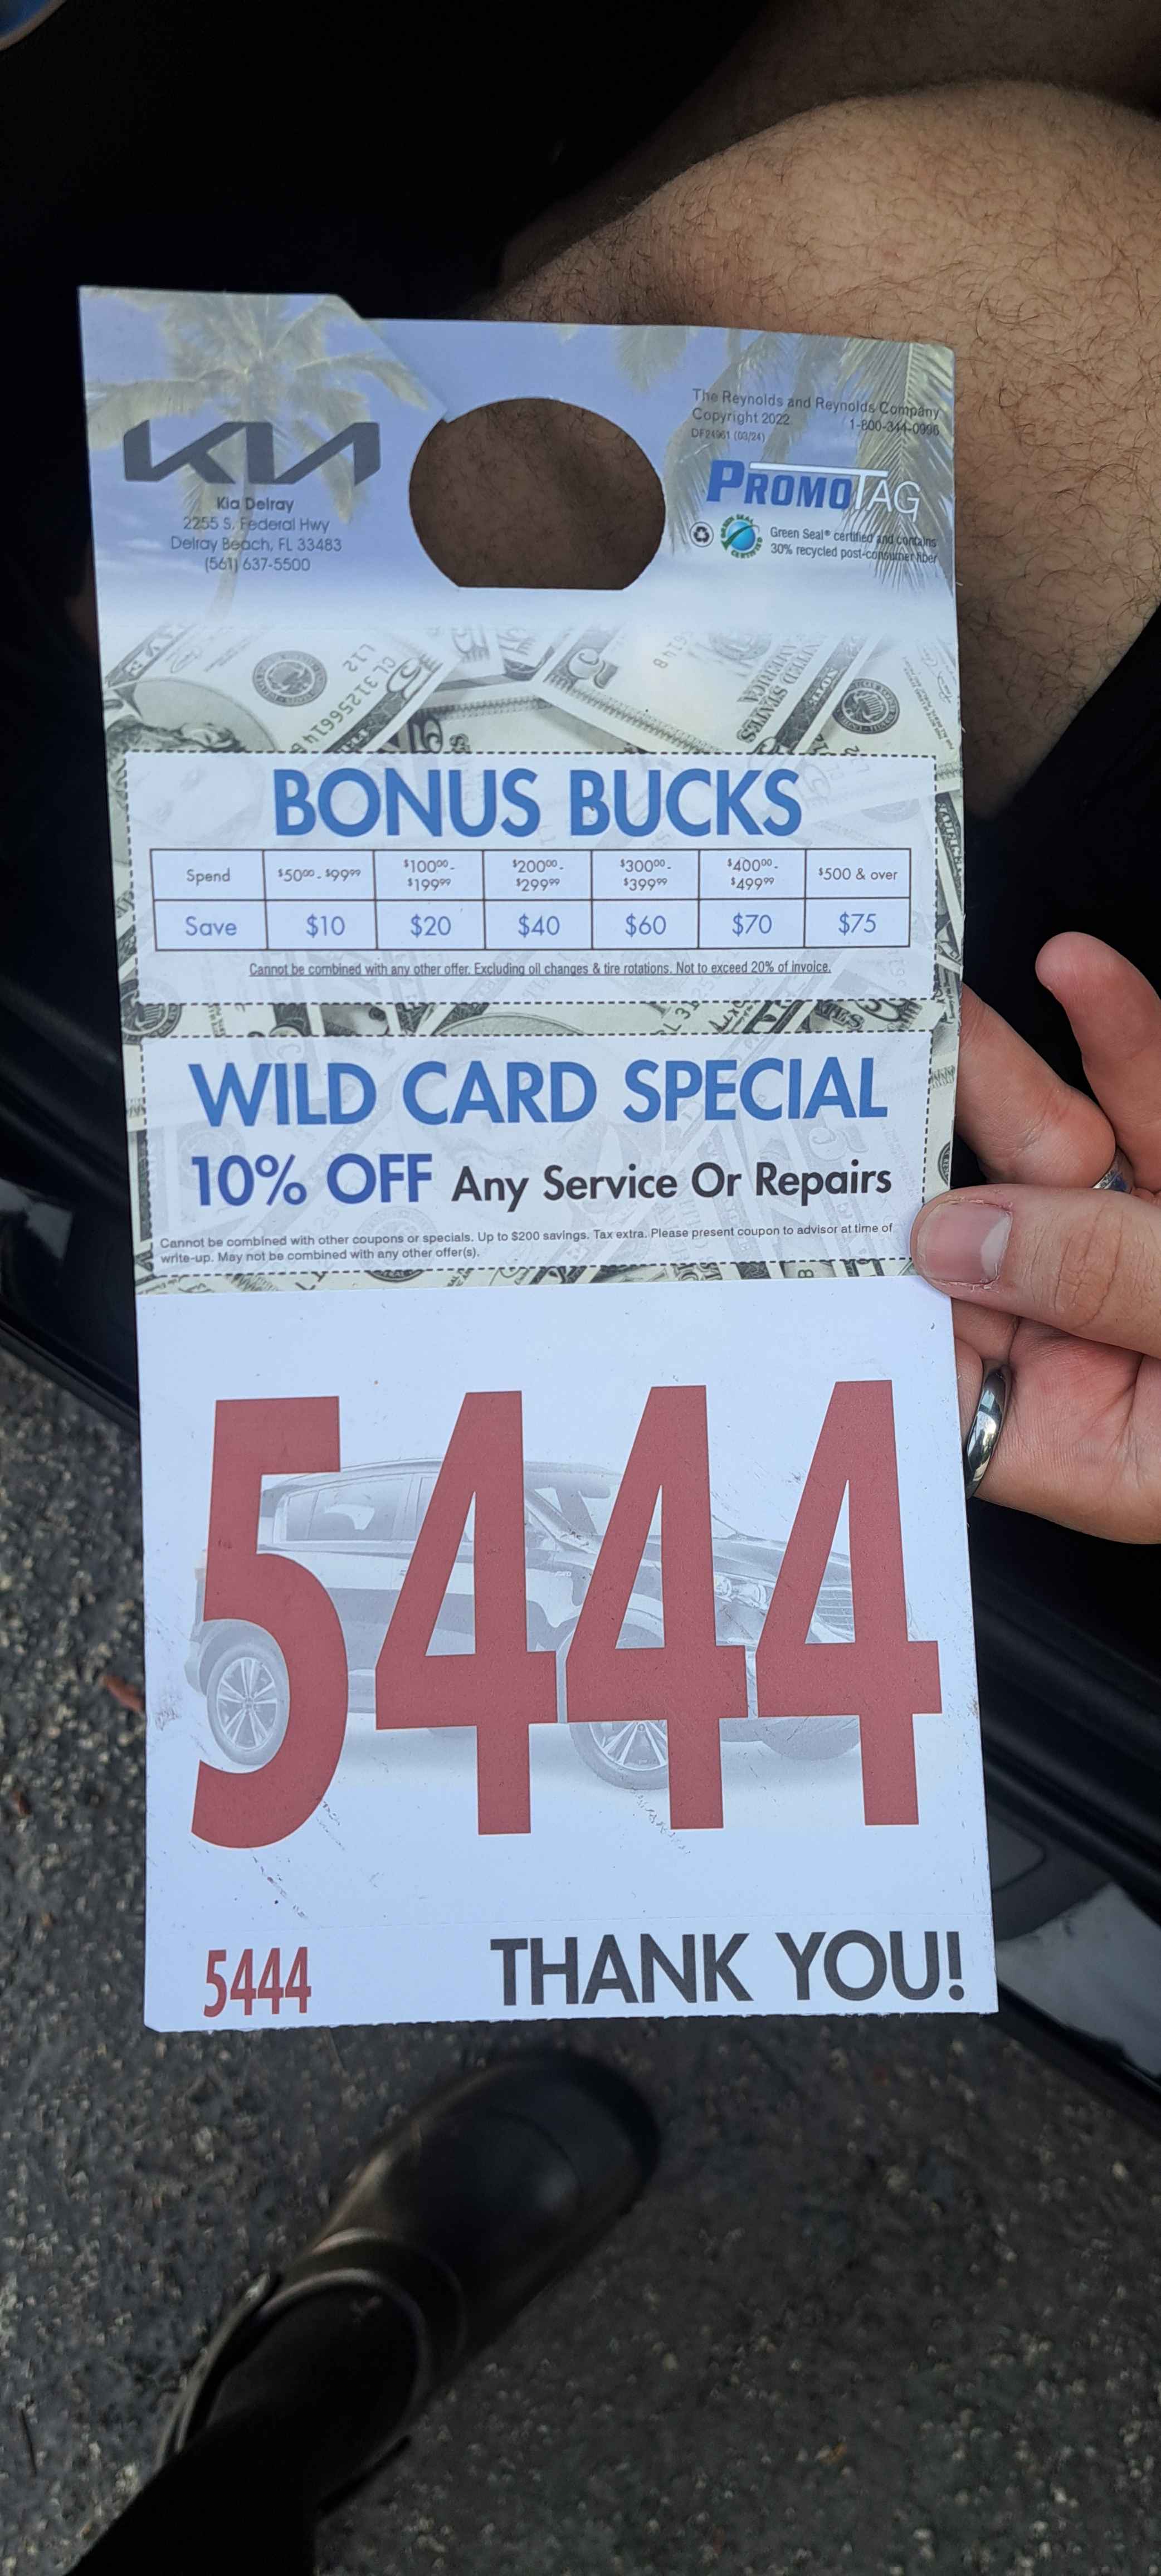 KIA
Kia Delray
2255 S. Federal Hwy
Delray Beach, FL 33483
(561) 637-5500
The Reynolds and Reynolds Company
Copyright 2022 1-800-344-0996
DF24961 (03/24)
PROMOTAG
Green Seal® certified and contains
30% recycled post-consumer fiber
UNITED STATES
AMERICA
BONUS BUCKS
Spend $50.00 - $99.99 $100.00 - $199.99 $200.00 - $299.99 $300.00 - $399.99 $400.00 - $499.99 $500 & over
Save $10 $20 $40 $60 $70 $75
Cannot be combined with any other offer. Excluding oil changes & tire rotations. Not to exceed 20% of invoice.
WILD CARD SPECIAL
10% OFF Any Service Or Repairs
Cannot be combined with other coupons or specials. Up to $200 savings. Tax extra. Please present coupon to advisor at time of
write-up. May not be combined with any other offer(s).
5444
5444 THANK YOU!